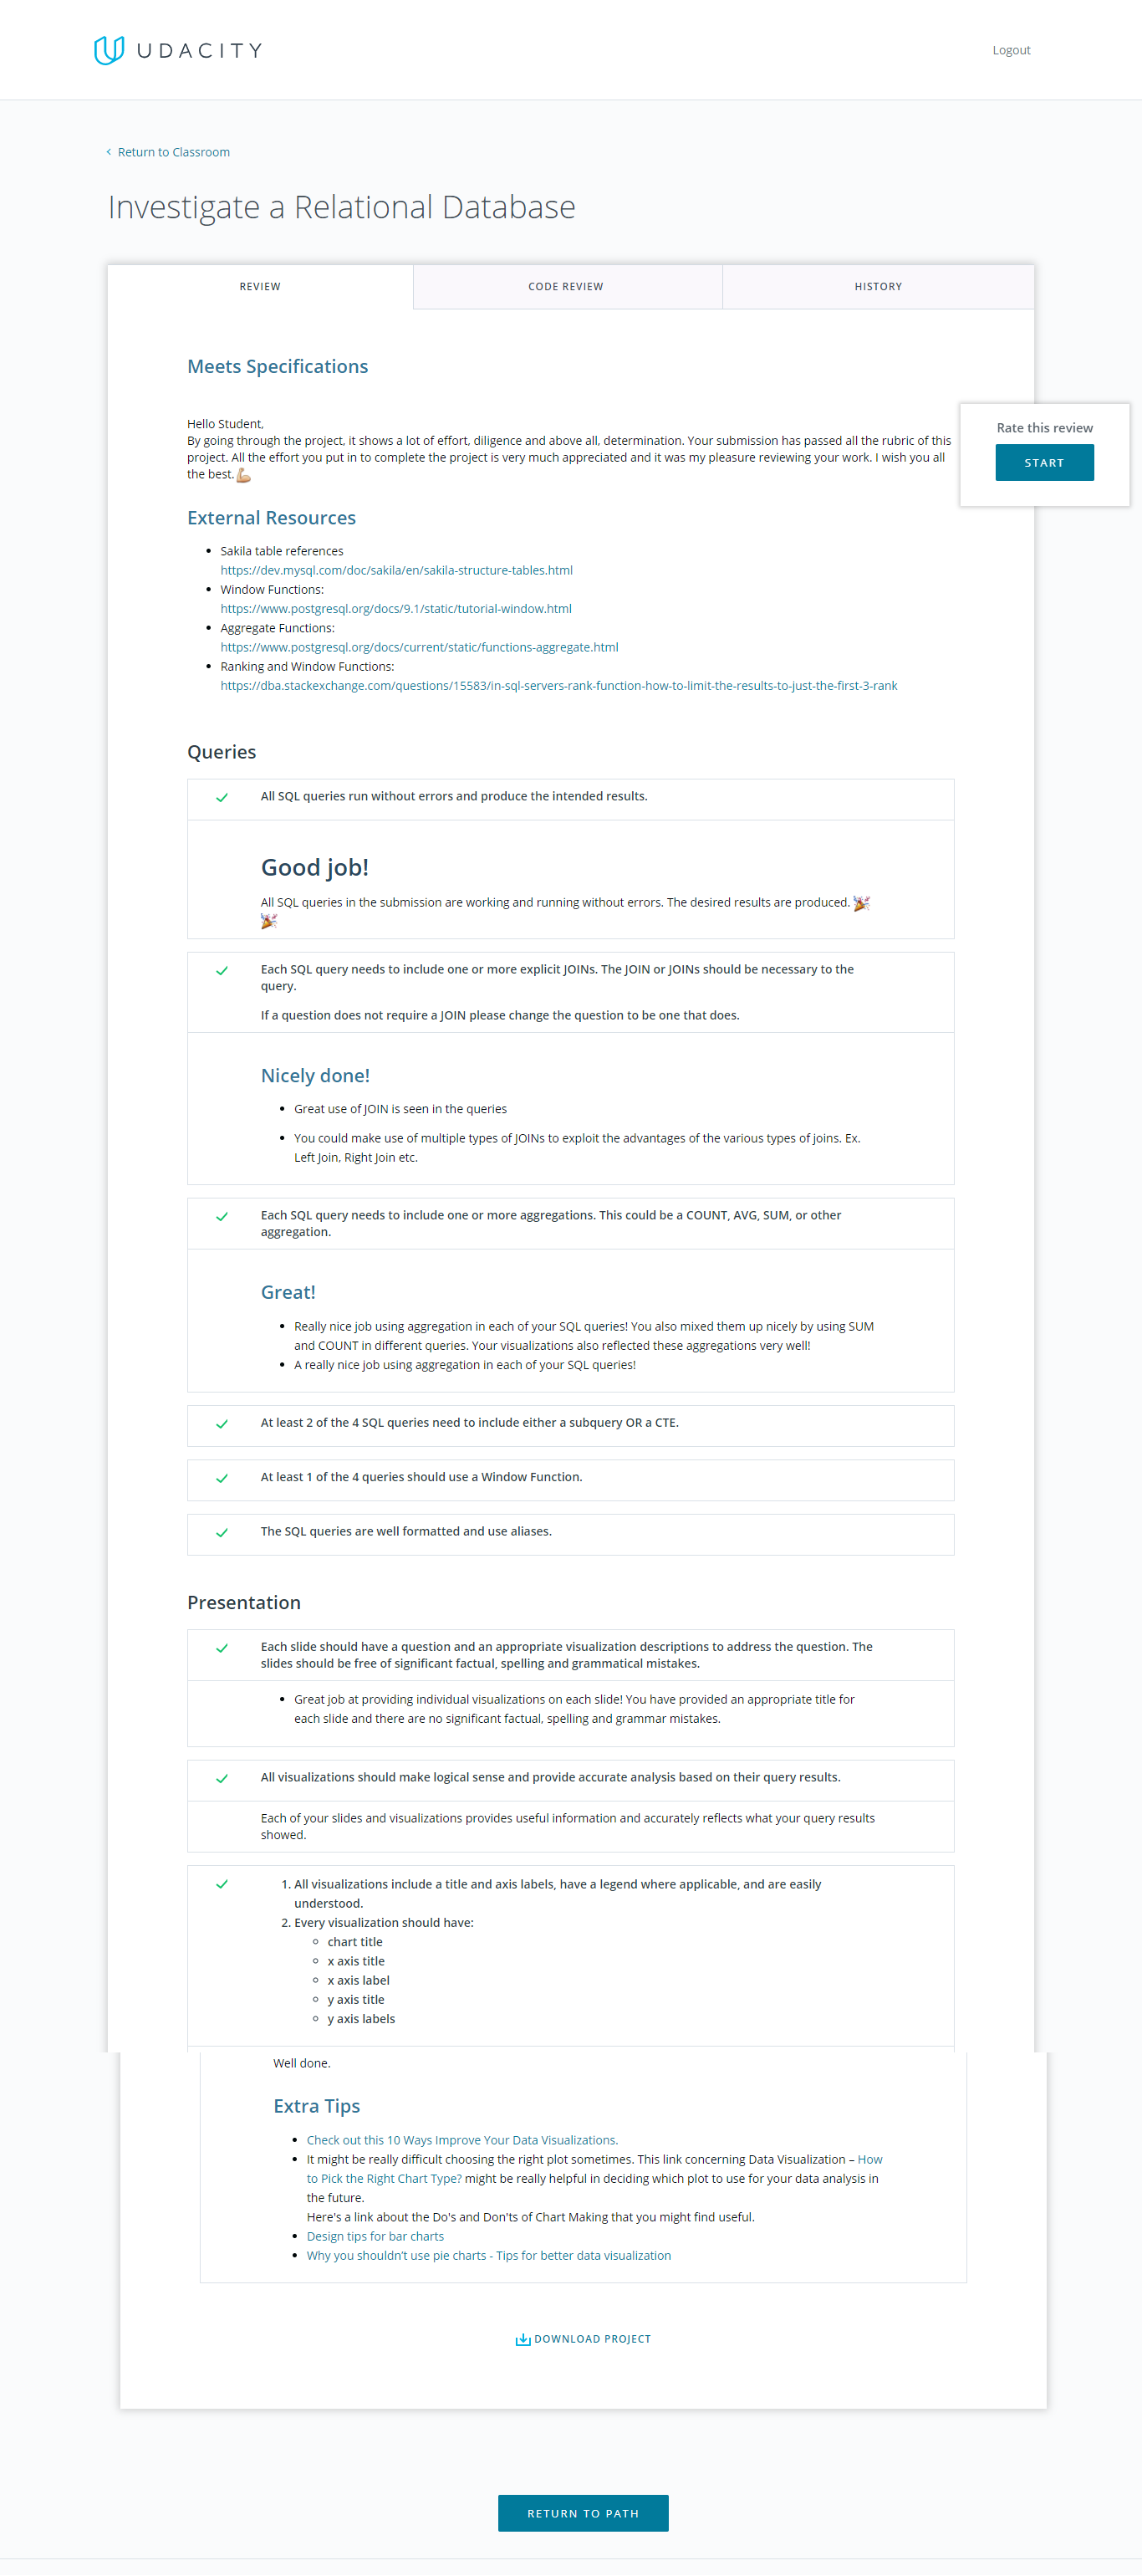 UDACITY
Logout
Return to Classroom
Investigate a Relational Database
REVIEW
CODE REVIEW
HISTORY
Meets Specifications
Hello Student,
By going through the project, it shows a lot of effort, diligence and above all, determination. Your submission has passed all the rubric of this
project. All the effort you put in to complete the project is very much appreciated and it was my pleasure reviewing your work. I wish you all
the best.💪🏼
Rate this review
START
External Resources
• Sakila table references
https://dev.mysql.com/doc/sakila/en/sakila-structure-tables.html
• Window Functions:
https://www.postgresql.org/docs/9.1/static/tutorial-window.html
• Aggregate Functions:
https://www.postgresql.org/docs/current/static/functions-aggregate.html
• Ranking and Window Functions:
https://dba.stackexchange.com/questions/15583/in-sql-servers-rank-function-how-to-limit-the-results-to-just-the-first-3-rank
Queries
All SQL queries run without errors and produce the intended results.
Good job!
All SQL queries in the submission are working and running without errors. The desired results are produced. 🎉
🎉
Each SQL query needs to include one or more explicit JOINs. The JOIN or JOINs should be necessary to the
query.
If a question does not require a JOIN please change the question to be one that does.
Nicely done!
• Great use of JOIN is seen in the queries
• You could make use of multiple types of JOINs to exploit the advantages of the various types of joins. Ex.
Left Join, Right Join etc.
Each SQL query needs to include one or more aggregations. This could be a COUNT, AVG, SUM, or other
aggregation.
Great!
• Really nice job using aggregation in each of your SQL queries! You also mixed them up nicely by using SUM
and COUNT in different queries. Your visualizations also reflected these aggregations very well!
• A really nice job using aggregation in each of your SQL queries!
At least 2 of the 4 SQL queries need to include either a subquery OR a CTE.
At least 1 of the 4 queries should use a Window Function.
The SQL queries are well formatted and use aliases.
Presentation
Each slide should have a question and an appropriate visualization descriptions to address the question. The
slides should be free of significant factual, spelling and grammatical mistakes.
• Great job at providing individual visualizations on each slide! You have provided an appropriate title for
each slide and there are no significant factual, spelling and grammar mistakes.
All visualizations should make logical sense and provide accurate analysis based on their query results.
Each of your slides and visualizations provides useful information and accurately reflects what your query results
showed.
1. All visualizations include a title and axis labels, have a legend where applicable, and are easily
understood.
2. Every visualization should have:
◦ chart title
◦ x axis title
◦ x axis label
◦ y axis title
◦ y axis labels
Well done.
Extra Tips
• Check out this 10 Ways Improve Your Data Visualizations.
• It might be really difficult choosing the right plot sometimes. This link concerning Data Visualization – How
to Pick the Right Chart Type? might be really helpful in deciding which plot to use for your data analysis in
the future.
Here's a link about the Do's and Don'ts of Chart Making that you might find useful.
• Design tips for bar charts
• Why you shouldn't use pie charts - Tips for better data visualization
DOWNLOAD PROJECT
RETURN TO PATH